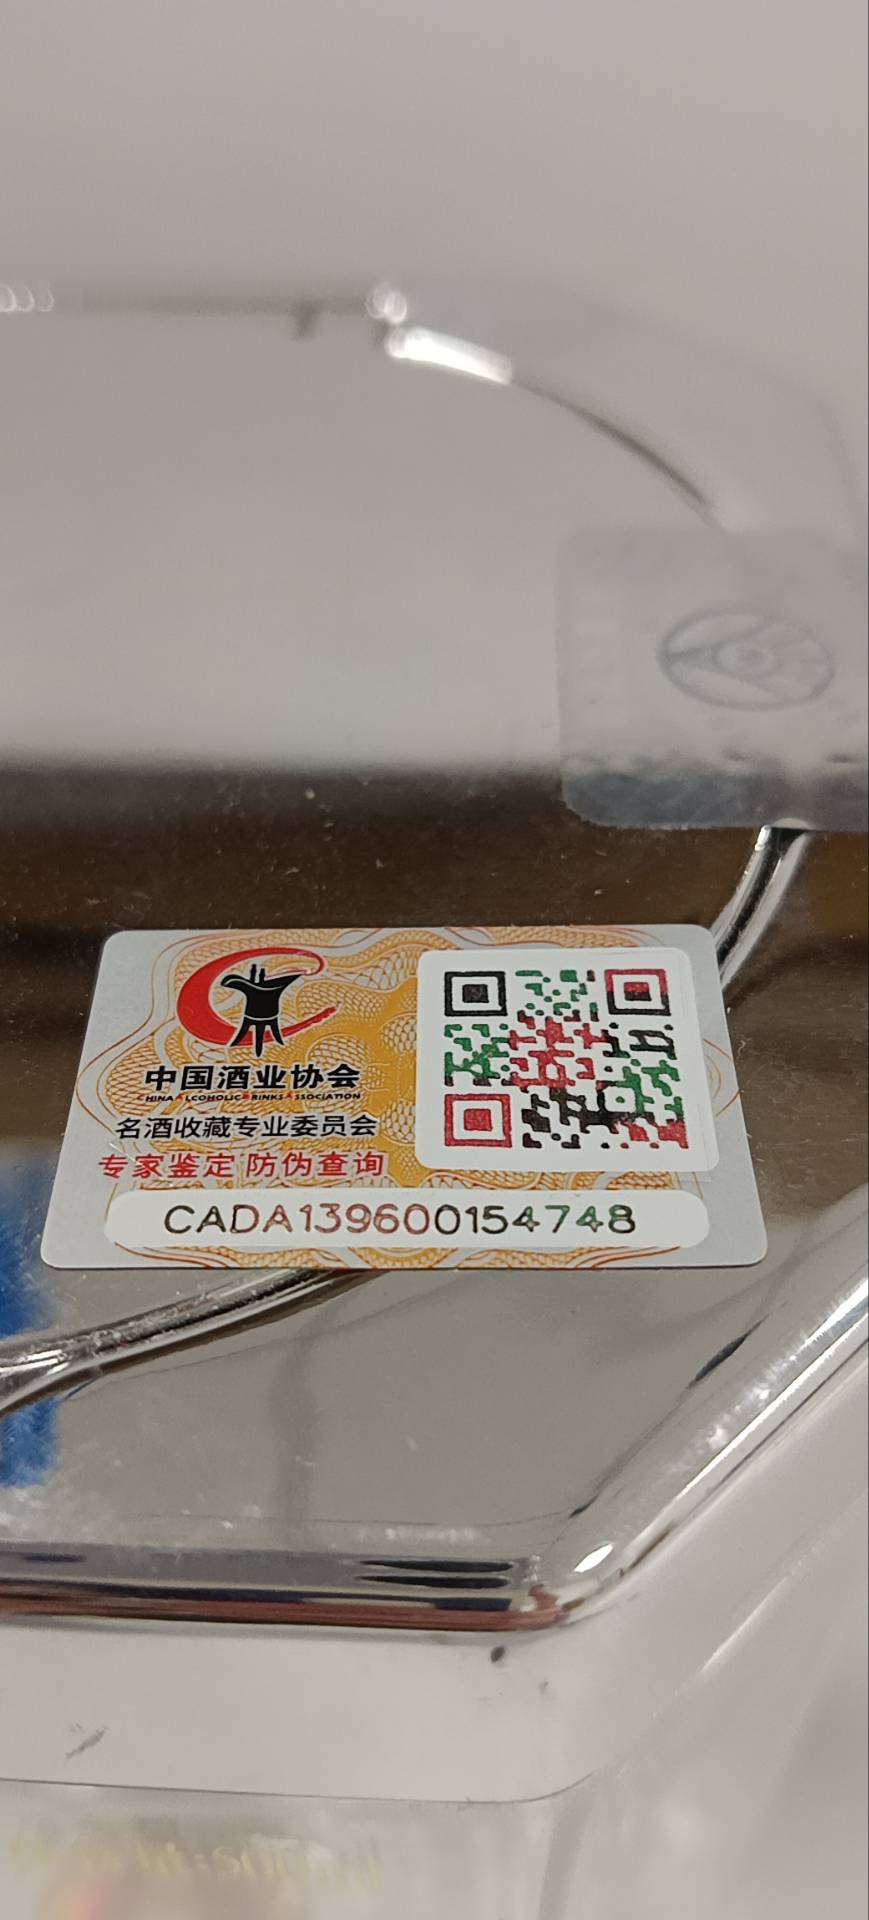 中国酒业协会
CHINA ALCOHOLIC DRINKS ASSOCIATION
名酒收藏专业委员会
专家鉴定 防伪查询
CADA139600154748